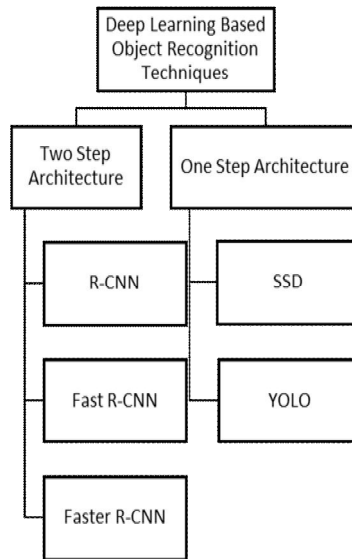 Deep Learning Based
Object Recognition
Techniques
Two Step
Architecture
One Step Architecture
R-CNN
SSD
Fast R-CNN
YOLO
Faster R-CNN